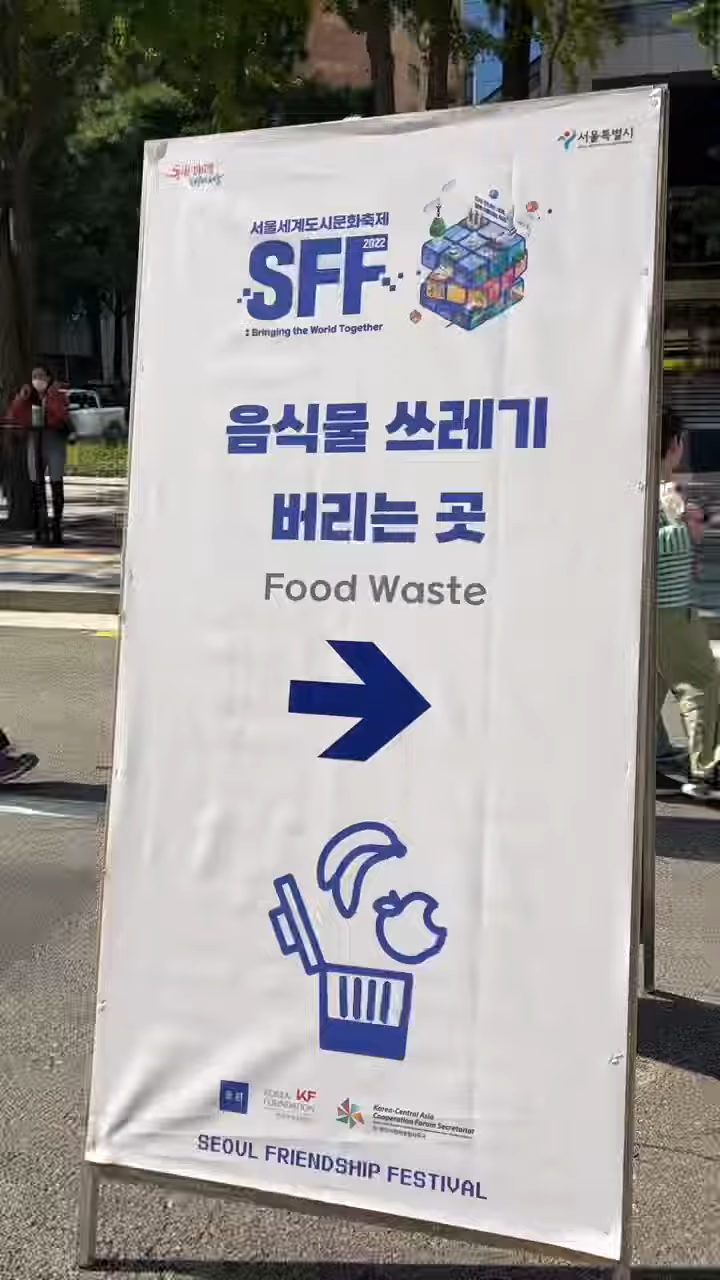 서울특별시
서울세계도시문화축제
SFF 2022
: Bringing the World Together
음식물 쓰레기
버리는 곳
Food Waste
KOREA FOUNDATION KF
Korea-Central Asia
Cooperation Forum Secretariat
SEOUL FRIENDSHIP FESTIVAL